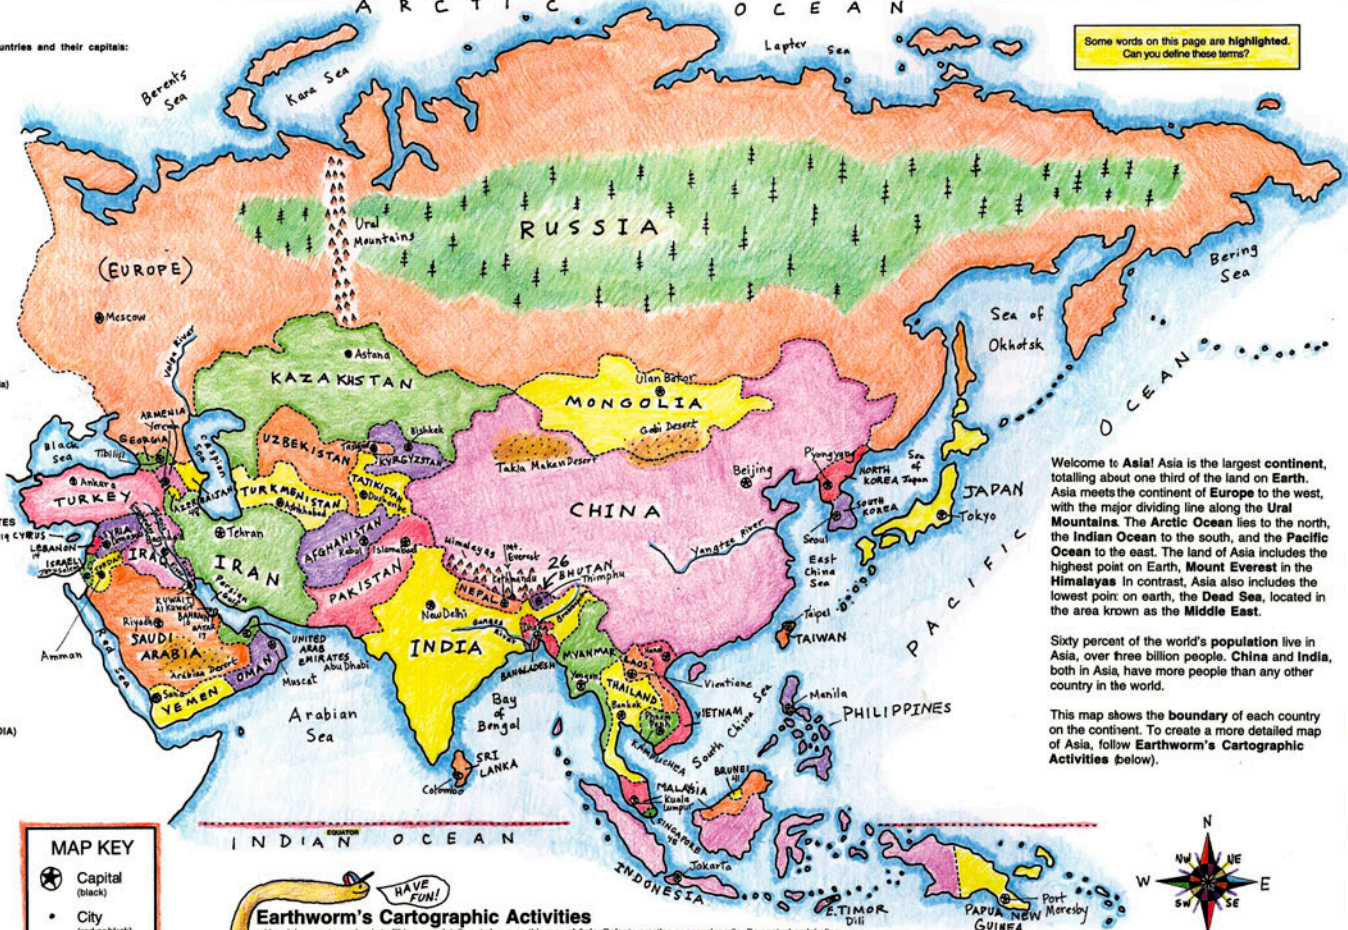 ARCTIC OCEAN
untries and their capitals:
Berents
Sea
Kara Sea
Lapter Sea
Some words on this page are highlighted.
Can you define these terms?
Ural
Mountains
RUSSIA
(EUROPE)
Moscow
Bering
Sea
Sea of
Okhotsk
PACIFIC OCEAN
Volga River
Astana
KAZAKHSTAN
Ulan Bator
MONGOLIA
Gobi Desert
Takla Makan Desert
ARMENIA
Yerevan
GEORGIA
Tibilisi
Black
Sea
Caspian
Sea
UZBEKISTAN
Bishkek
KYRGYZSTAN
Ankara
TURKEY
AZERBAIJAN
TURKMENISTAN
Ashkabad
TAJIKISTAN
Dushanbe
Beijing
Pyongyang
NORTH
KOREA
Sea
of
Japan
SOUTH
KOREA
Seoul
JAPAN
Tokyo
CHINA
Yangtze River
East
China
Sea
CYRUS
LEBANON
14
SYRIA
Damascus
ISRAEL
Jerusalem
IRAQ
Baghdad
Tehran
IRAN
Persian
Gulf
AFGHANISTAN
Kabul
Islamabad
PAKISTAN
Himalayas
Mt.
Everest
Kathmandu
NEPAL
26
BHUTAN
Thimphu
New Delhi
INDIA
Ganges
River
BANGLADESH
MYANMAR
Taipei
TAIWAN
KUWAIT
Al Kuwait
BAHRAIN
QATAR
17
Riyadh
SAUDI
ARABIA
Arabian Desert
Amman
Red Sea
UNITED
ARAB
EMIRATES
Abu Dhabi
OMAN
Muscat
Sana
YEMEN
Arabian
Sea
Bay
of
Bengal
SRI
LANKA
Colombo
LAOS
Hanoi
Vientiane
THAILAND
Bankok
Phnom
Penh
VIETNAM
KAMPUCHEA
South China Sea
Manila
PHILIPPINES
BRUNEI
41
MALAYSIA
Kuala
Lumpur
SINGAPORE
Jakarta
INDONESIA
E.TIMOR
Dili
PAPUA NEW
GUINEA
Port
Moresby
EQUATOR
INDIAN OCEAN
Welcome to Asia! Asia is the largest continent,
totalling about one third of the land on Earth.
Asia meets the continent of Europe to the west,
with the major dividing line along the Ural
Mountains. The Arctic Ocean lies to the north,
the Indian Ocean to the south, and the Pacific
Ocean to the east. The land of Asia includes the
highest point on Earth, Mount Everest in the
Himalayas In contrast, Asia also includes the
lowest point on earth, the Dead Sea, located in
the area known as the Middle East.
Sixty percent of the world's population live in
Asia, over three billion people. China and India,
both in Asia, have more people than any other
country in the world.
This map shows the boundary of each country
on the continent. To create a more detailed map
of Asia, follow Earthworm's Cartographic
Activities (below).
N
NW NE
W E
SW SE
S
MAP KEY
Capital
(black)
City
HAVE
FUN!
Earthworm's Cartographic Activities